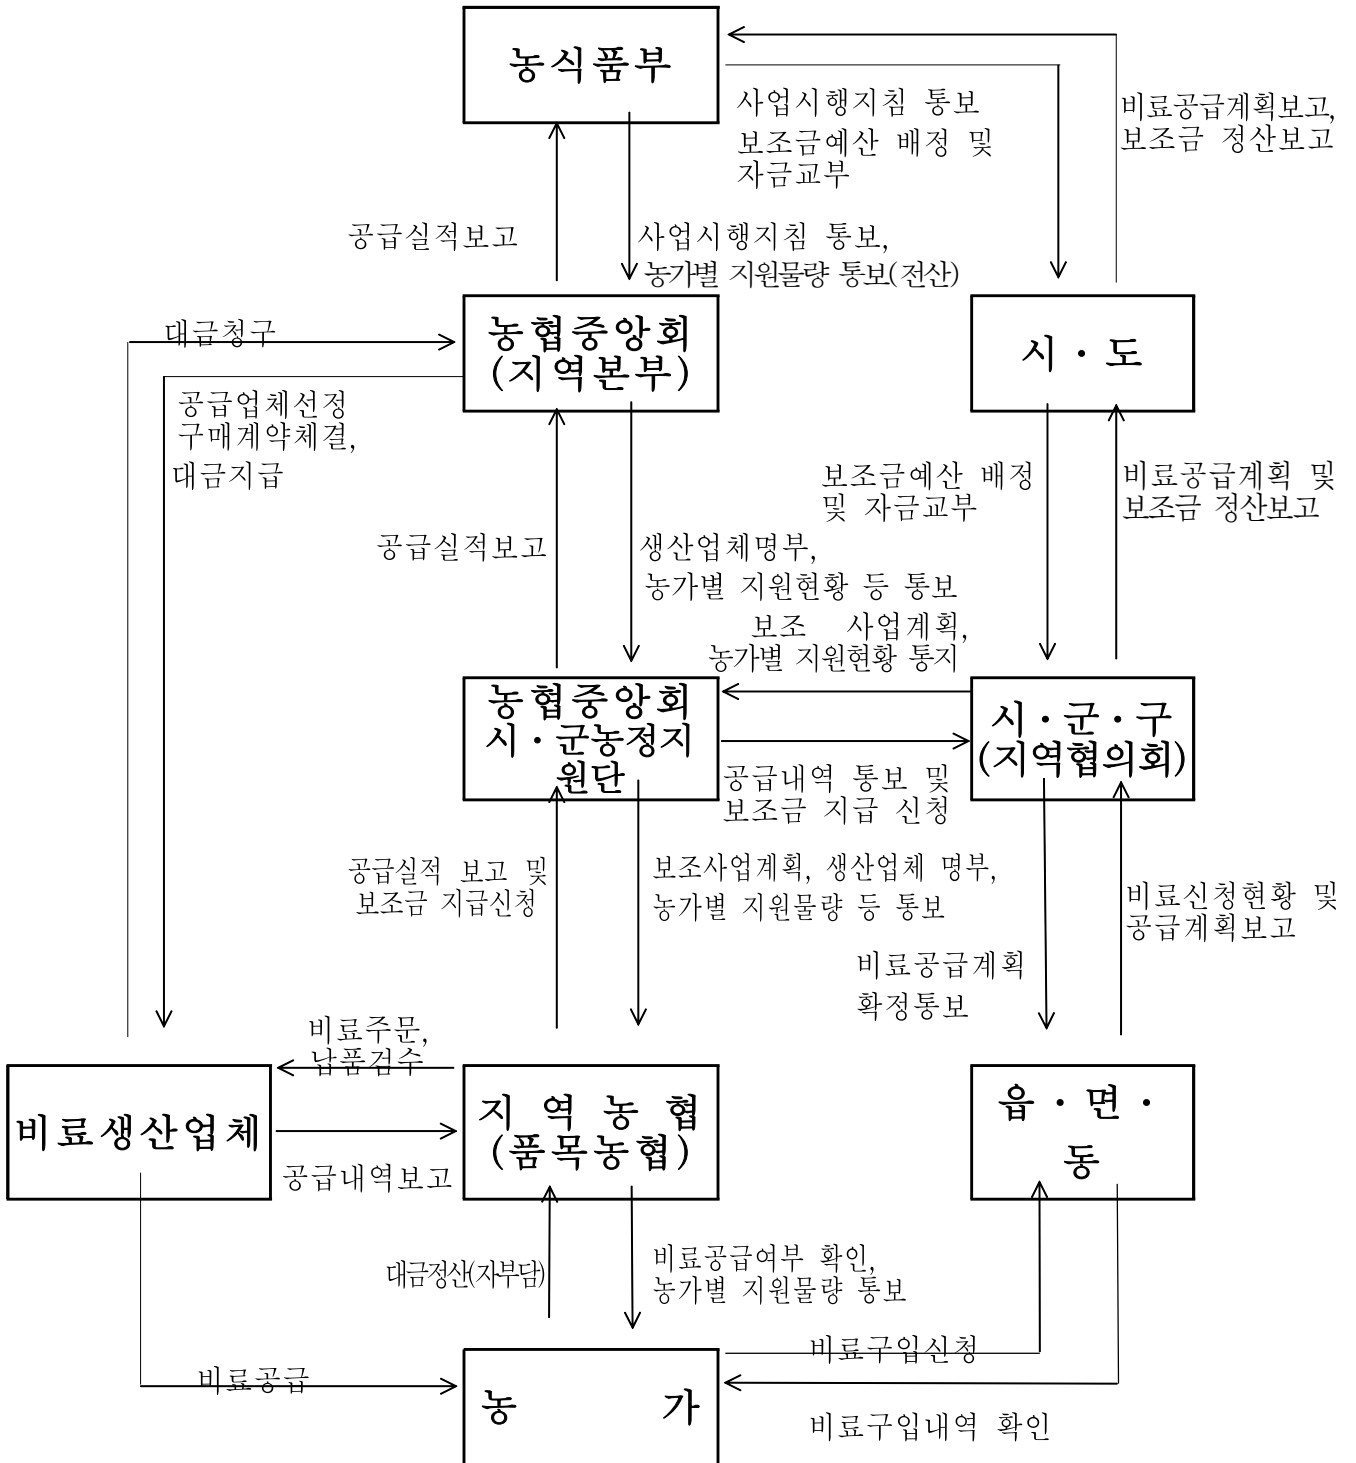 농식품부
사업시행지침 통보
보조금예산 배정 및
자금교부
비료공급계획보고,
보조금 정산보고
공급실적보고
사업시행지침 통보,
농가별 지원물량 통보(전산)
대금청구
농협중앙회
(지역본부)
시·도
공급업체선정
구매계약체결,
대금지급
보조금예산 배정
및 자금교부
비료공급계획 및
보조금 정산보고
공급실적보고
생산업체명부,
농가별 지원현황 등 통보
보조 사업계획,
농가별 지원현황 통지
농협중앙회
시·군농정지
원단
시·군·구
(지역협의회)
공급내역 통보 및
보조금 지급 신청
공급실적 보고 및
보조금 지급신청
보조사업계획, 생산업체 명부,
농가별 지원물량 등 통보
비료신청현황 및
공급계획보고
비료공급계획
확정통보
비료주문,
납품검수
비료생산업체
지 역 농 협
(품목농협)
읍·면·
동
공급내역보고
대금정산(자부담)
비료공급여부 확인,
농가별 지원물량 통보
비료구입신청
비료공급
농 가
비료구입내역 확인